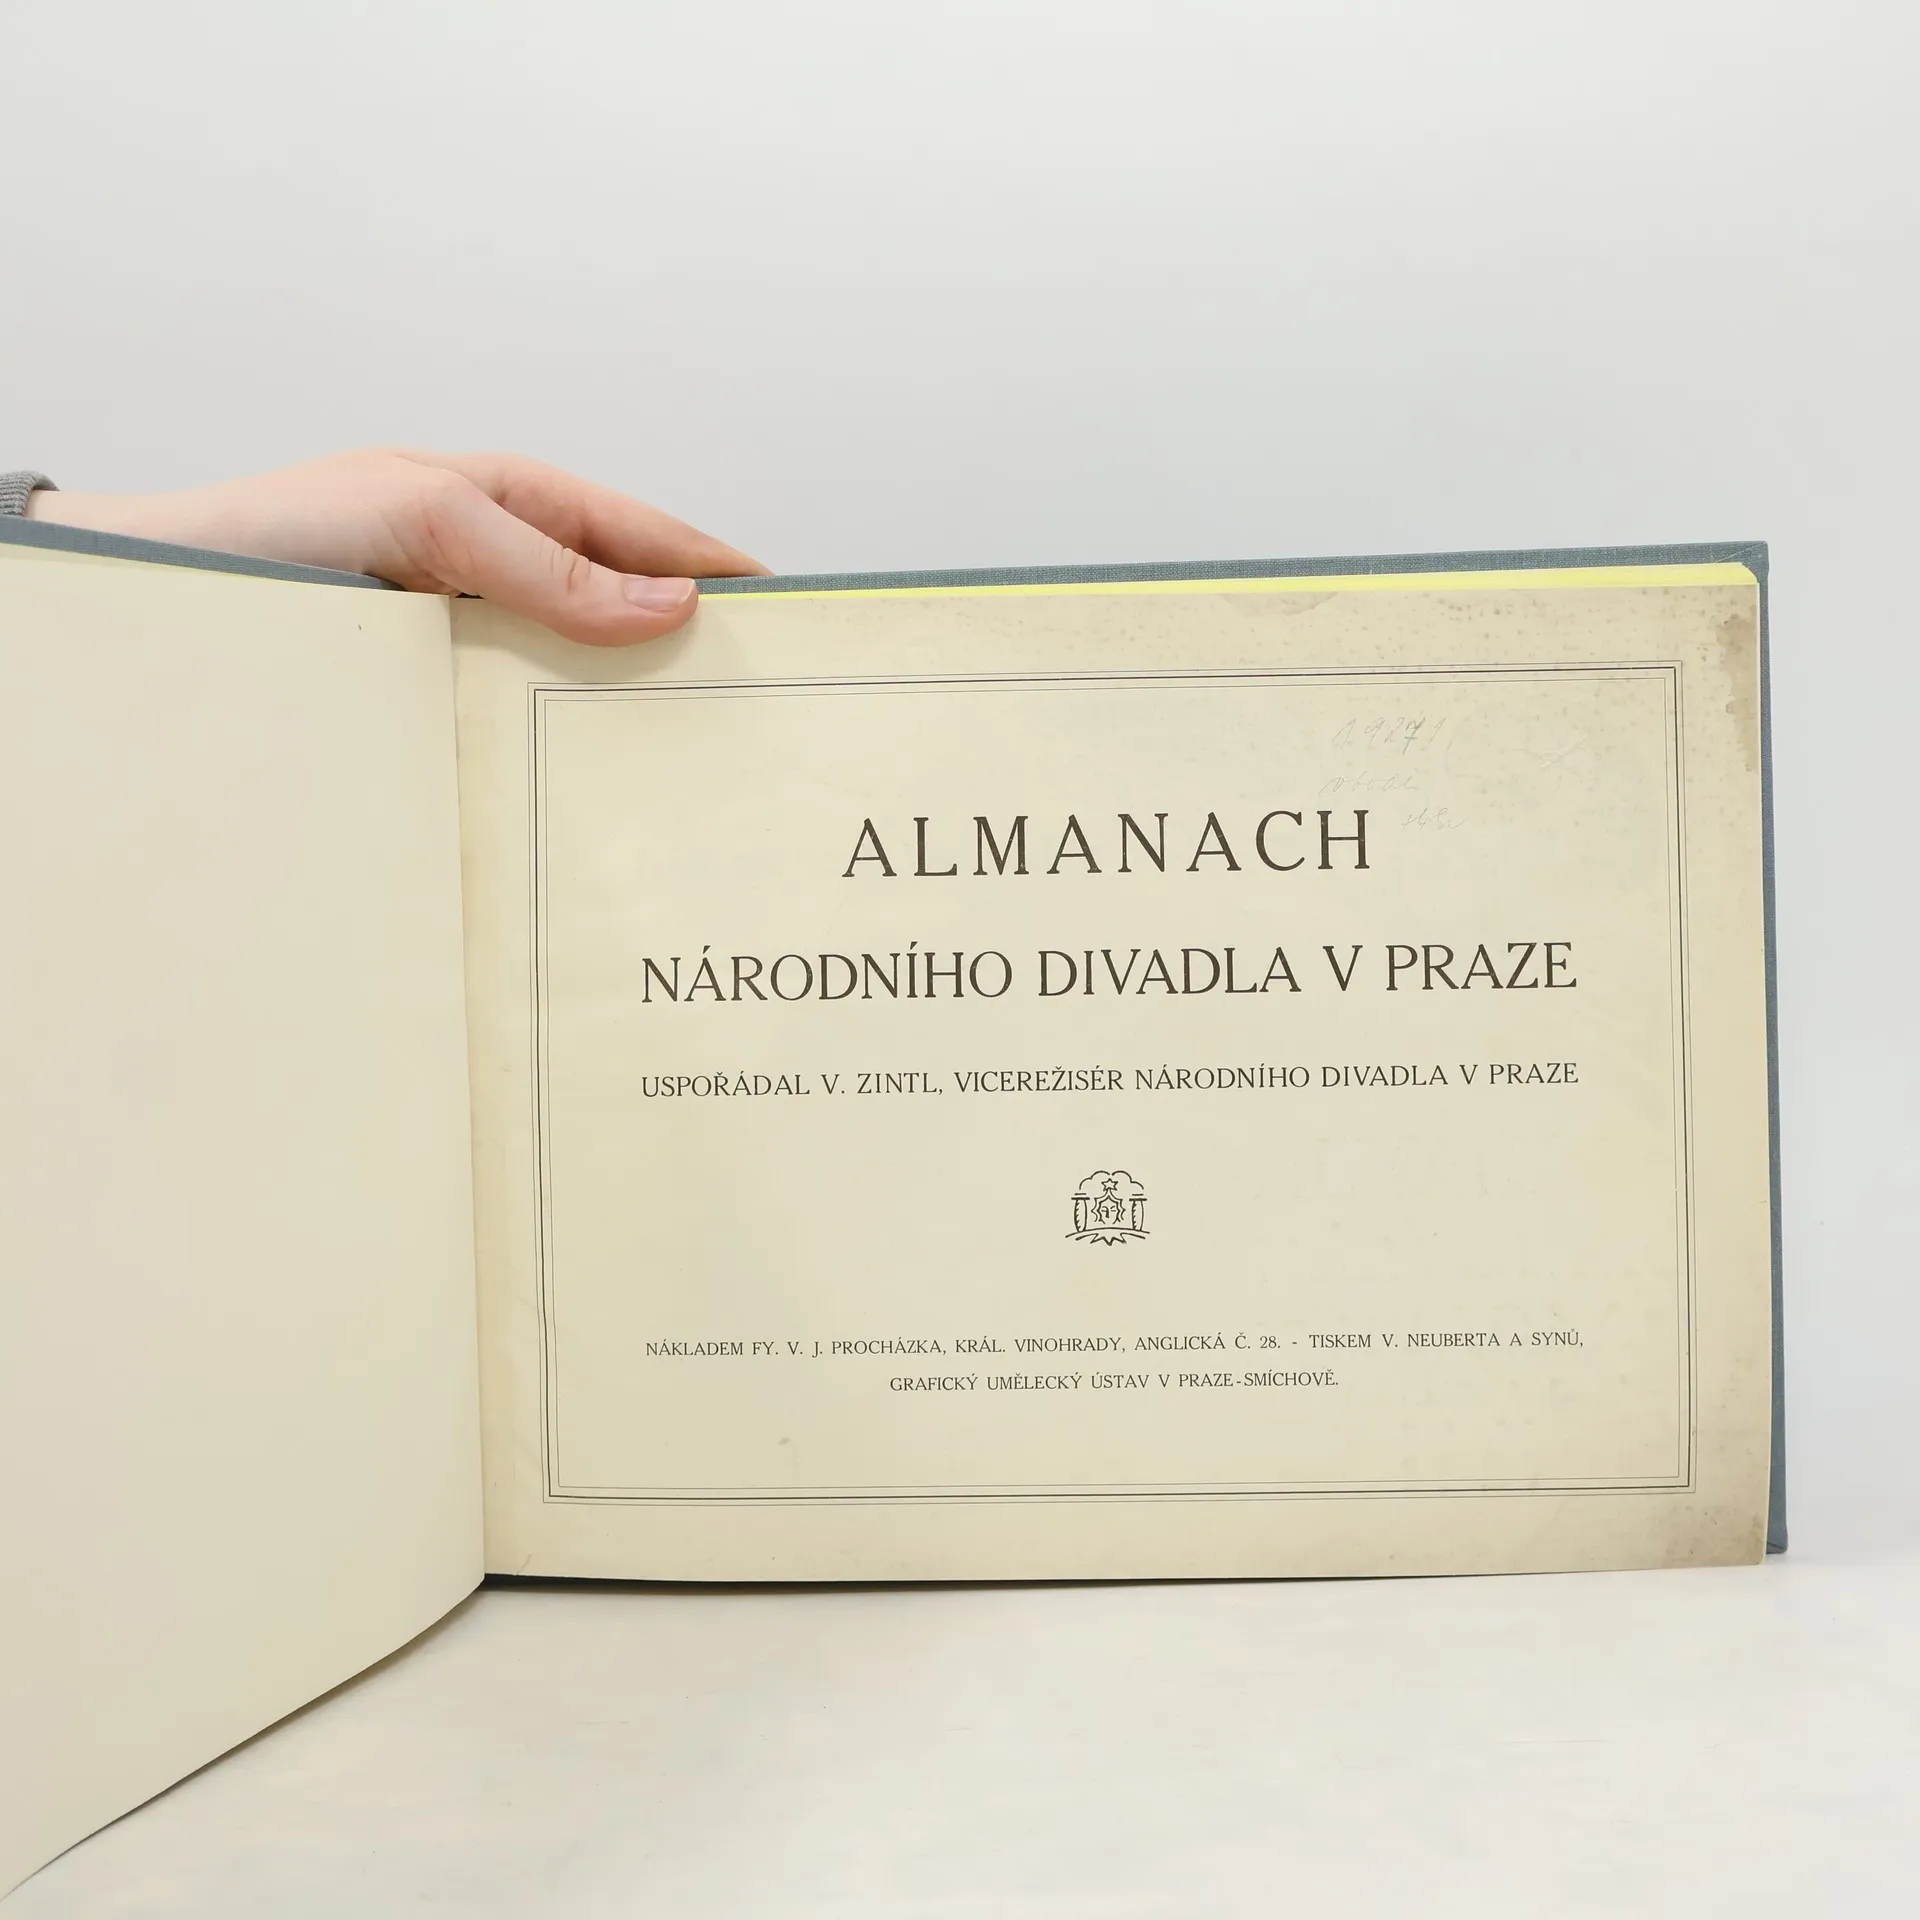 ALMANACH
NÁRODNÍHO DIVADLA V PRAZE
USPOŘÁDAL V. ZINTL, VICEREŽISÉR NÁRODNÍHO DIVADLA V PRAZE
NÁKLADEM FY. V. J. PROCHÁZKA, KRÁL. VINOHRADY, ANGLICKÁ Č. 28. - TISKEM V. NEUBERTA A SYNŮ,
GRAFICKÝ UMĚLECKÝ ÚSTAV V PRAZE-SMÍCHOVĚ.